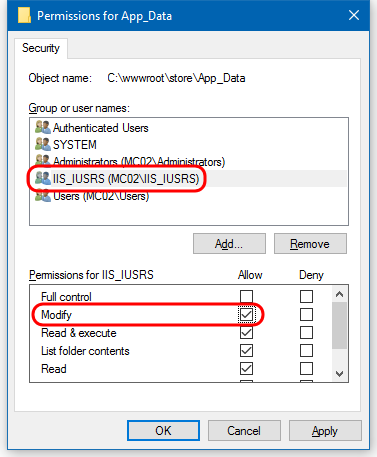 Permissions for App_Data
Security
Object name: C:\wwwroot\store\App_Data
Group or user names:
Authenticated Users
SYSTEM
Administrators (MC02\Administrators)
IIS_IUSRS (MC02\IIS_IUSRS)
Users (MC02\Users)
Add... Remove
Permissions for IIS_IUSRS Allow Deny
Full control
Modify
Read & execute
List folder contents
Read
OK Cancel Apply